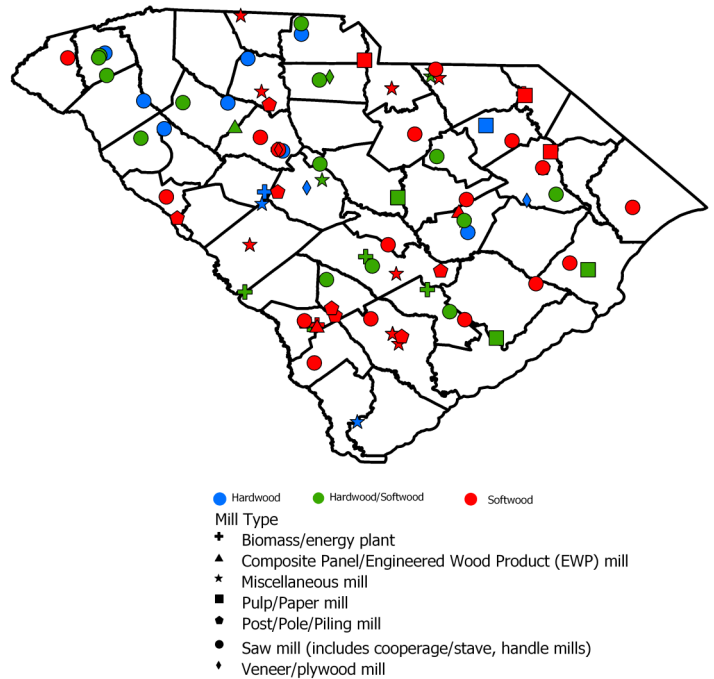 Hardwood Hardwood/Softwood Softwood
Mill Type
Biomass/energy plant
Composite Panel/Engineered Wood Product (EWP) mill
Miscellaneous mill
Pulp/Paper mill
Post/Pole/Piling mill
Saw mill (includes cooperage/stave, handle mills)
Veneer/plywood mill